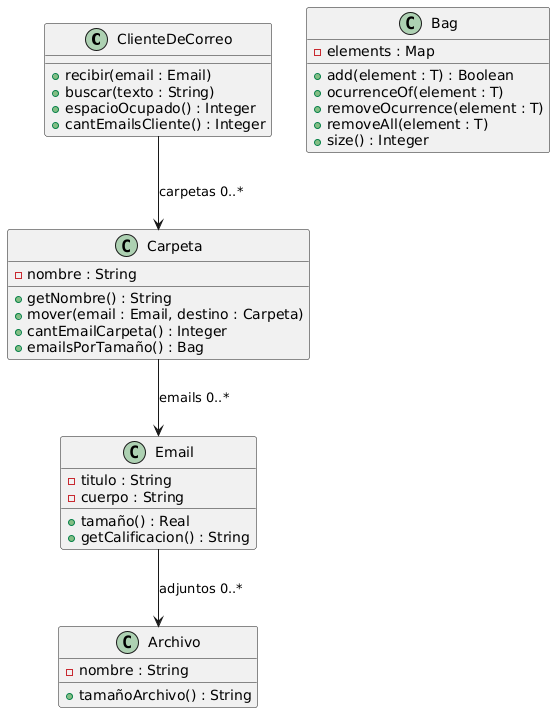 C ClienteDeCorreo
recibir(email : Email)
buscar(texto : String)
espacioOcupado() : Integer
cantEmailsCliente() : Integer
C Bag
elements : Map
add(element : T) : Boolean
ocurrenceOf(element : T)
removeOcurrence(element : T)
removeAll(element : T)
size() : Integer
carpetas 0..*
C Carpeta
nombre : String
getNombre() : String
mover(email : Email, destino : Carpeta)
cantEmailCarpeta() : Integer
emailsPorTamaño() : Bag
emails 0..*
C Email
titulo : String
cuerpo : String
tamaño() : Real
getCalificacion() : String
adjuntos 0..*
C Archivo
nombre : String
tamañoArchivo() : String